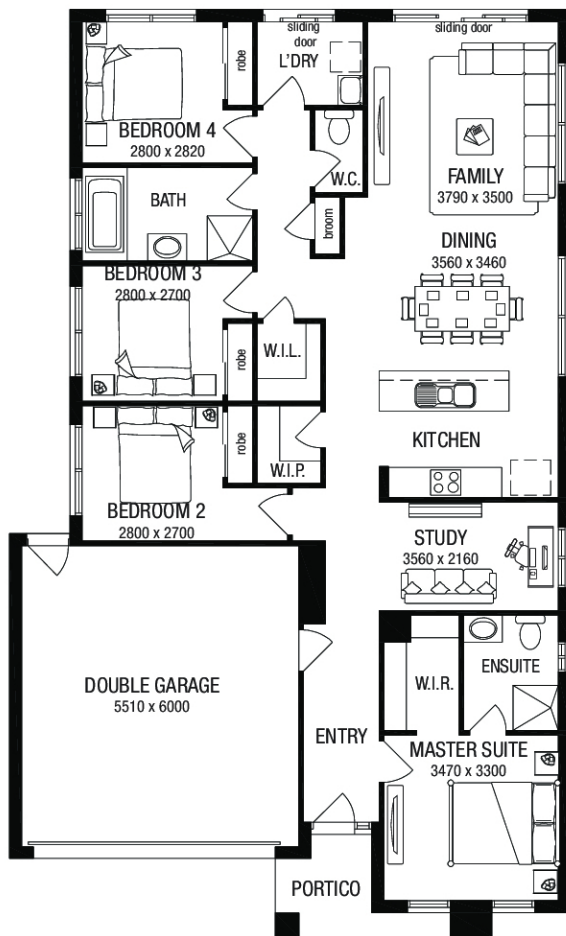 sliding
door
sliding door
robe
L'DRY
BEDROOM 4
2800 x 2820
W.C.
FAMILY
3790 x 3500
BATH
broom
DINING
3560 x 3460
BEDROOM 3
2800 x 2700
robe
W.I.L.
robe
W.I.P.
KITCHEN
BEDROOM 2
2800 x 2700
STUDY
3560 x 2160
DOUBLE GARAGE
5510 x 6000
W.I.R.
ENSUITE
ENTRY
MASTER SUITE
3470 x 3300
PORTICO